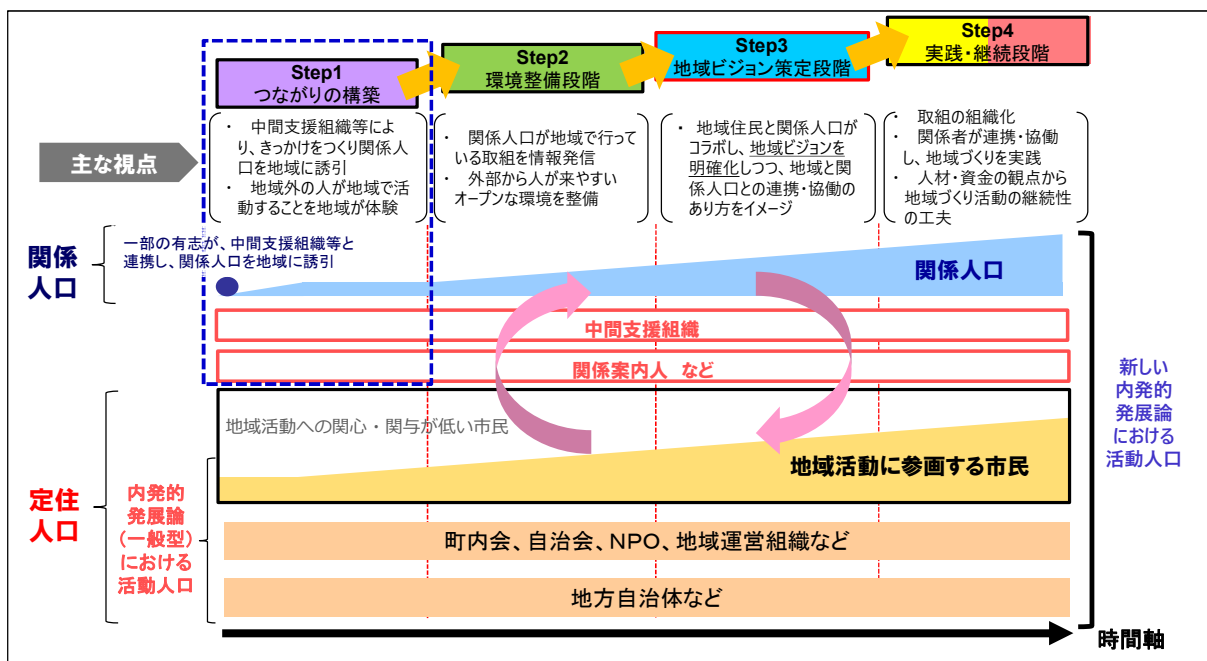 Step1
つながりの構築
Step2
環境整備段階
Step3
地域ビジョン策定段階
Step4
実践・継続段階
主な視点
・ 中間支援組織等によ
り、きっかけをつくり関係人
口を地域に誘引
・ 地域外の人が地域で活
動することを地域が体験
・ 関係人口が地域で行って
いる取組を情報発信
・ 外部から人が来やすい
オープンな環境を整備
・ 地域住民と関係人口が
コラボし、地域ビジョンを
明確化しつつ、地域と関
係人口との連携・協働の
あり方をイメージ
・ 取組の組織化
・ 関係者が連携・協働
し、地域づくりを実践
・ 人材・資金の観点から
地域づくり活動の継続性
の工夫
関係
人口
一部の有志が、中間支援組織等と
連携し、関係人口を地域に誘引
関係人口
中間支援組織
関係案内人 など
新しい
内発的
発展論
における
活動人口
定住
人口
内発的
発展論
(一般型)
における
活動人口
地域活動への関心・関与が低い市民
地域活動に参画する市民
町内会、自治会、NPO、地域運営組織など
地方自治体など
時間軸